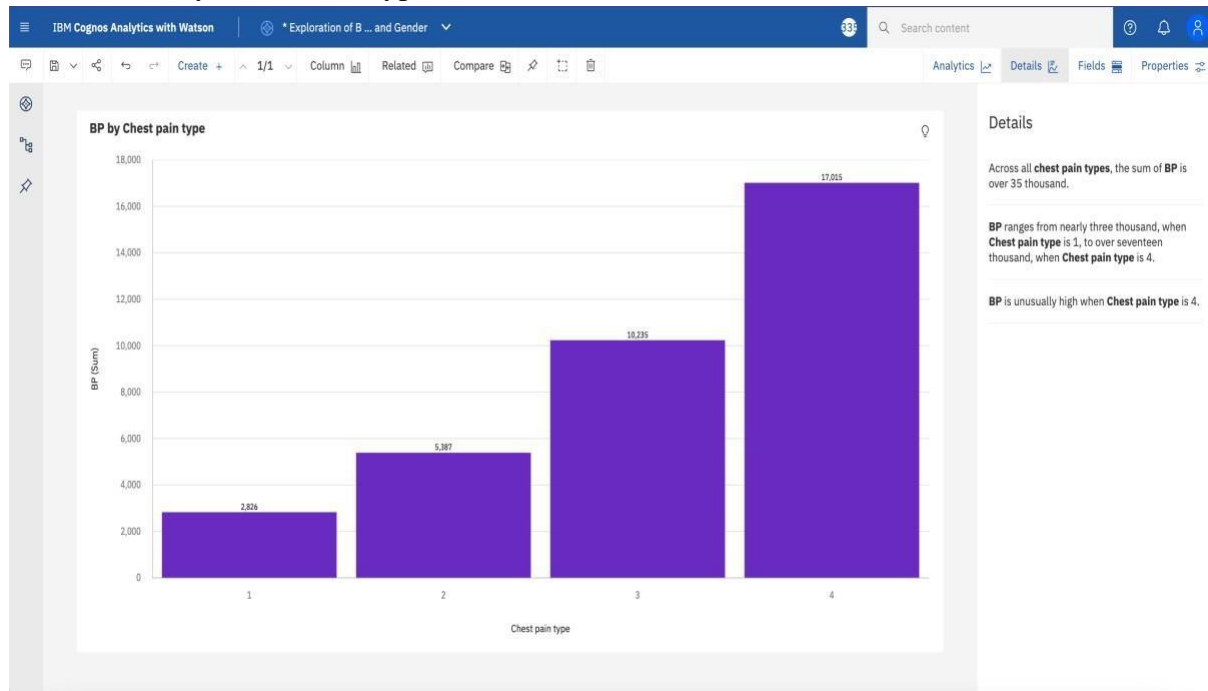 IBM Cognos Analytics with Watson
* Exploration of B ... and Gender
Search content
Create +
1/1
Column
Related
Compare
Analytics
Details
Fields
Properties
BP by Chest pain type
18,000
16,000
14,000
12,000
10,000
8,000
6,000
4,000
2,000
0
BP (Sum)
2,826
5,387
10,235
17,015
1
2
3
4
Chest pain type
Details
Across all chest pain types, the sum of BP is
over 35 thousand.
BP ranges from nearly three thousand, when
Chest pain type is 1, to over seventeen
thousand, when Chest pain type is 4.
BP is unusually high when Chest pain type is 4.